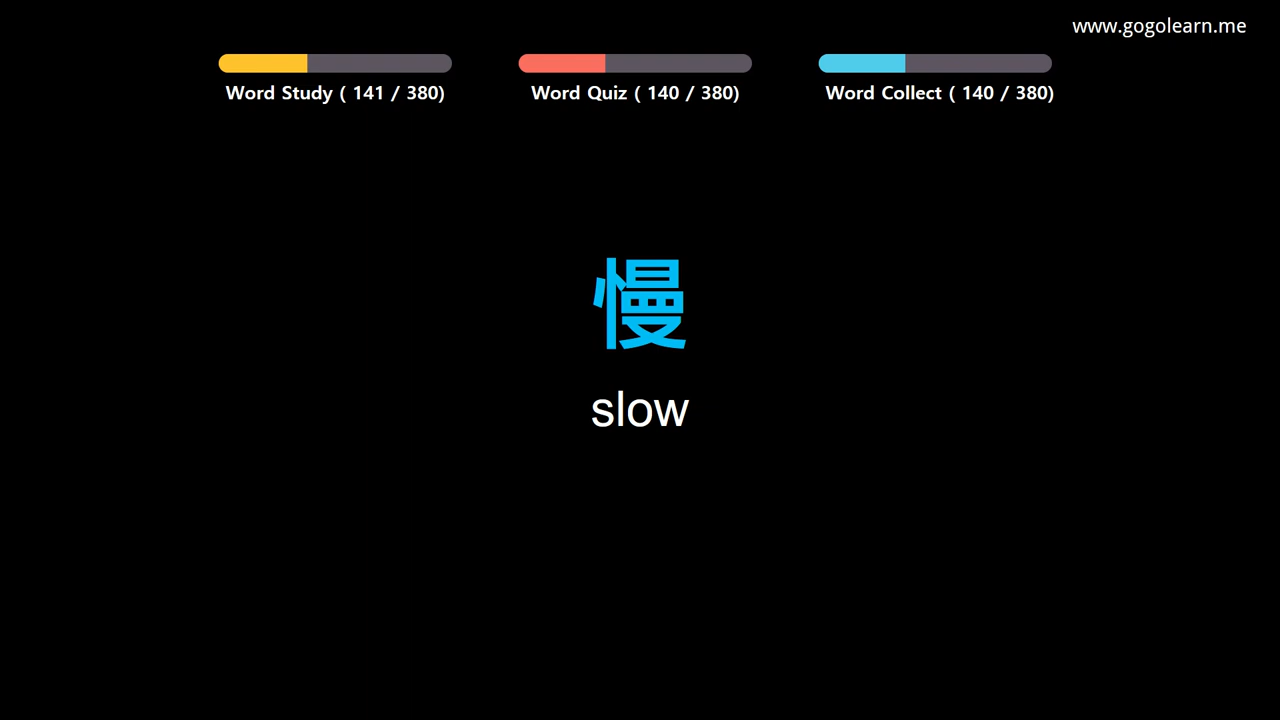 www.gogolearn.me
Word Study ( 141 / 380)
Word Quiz ( 140 / 380)
Word Collect ( 140 / 380)
慢
slow